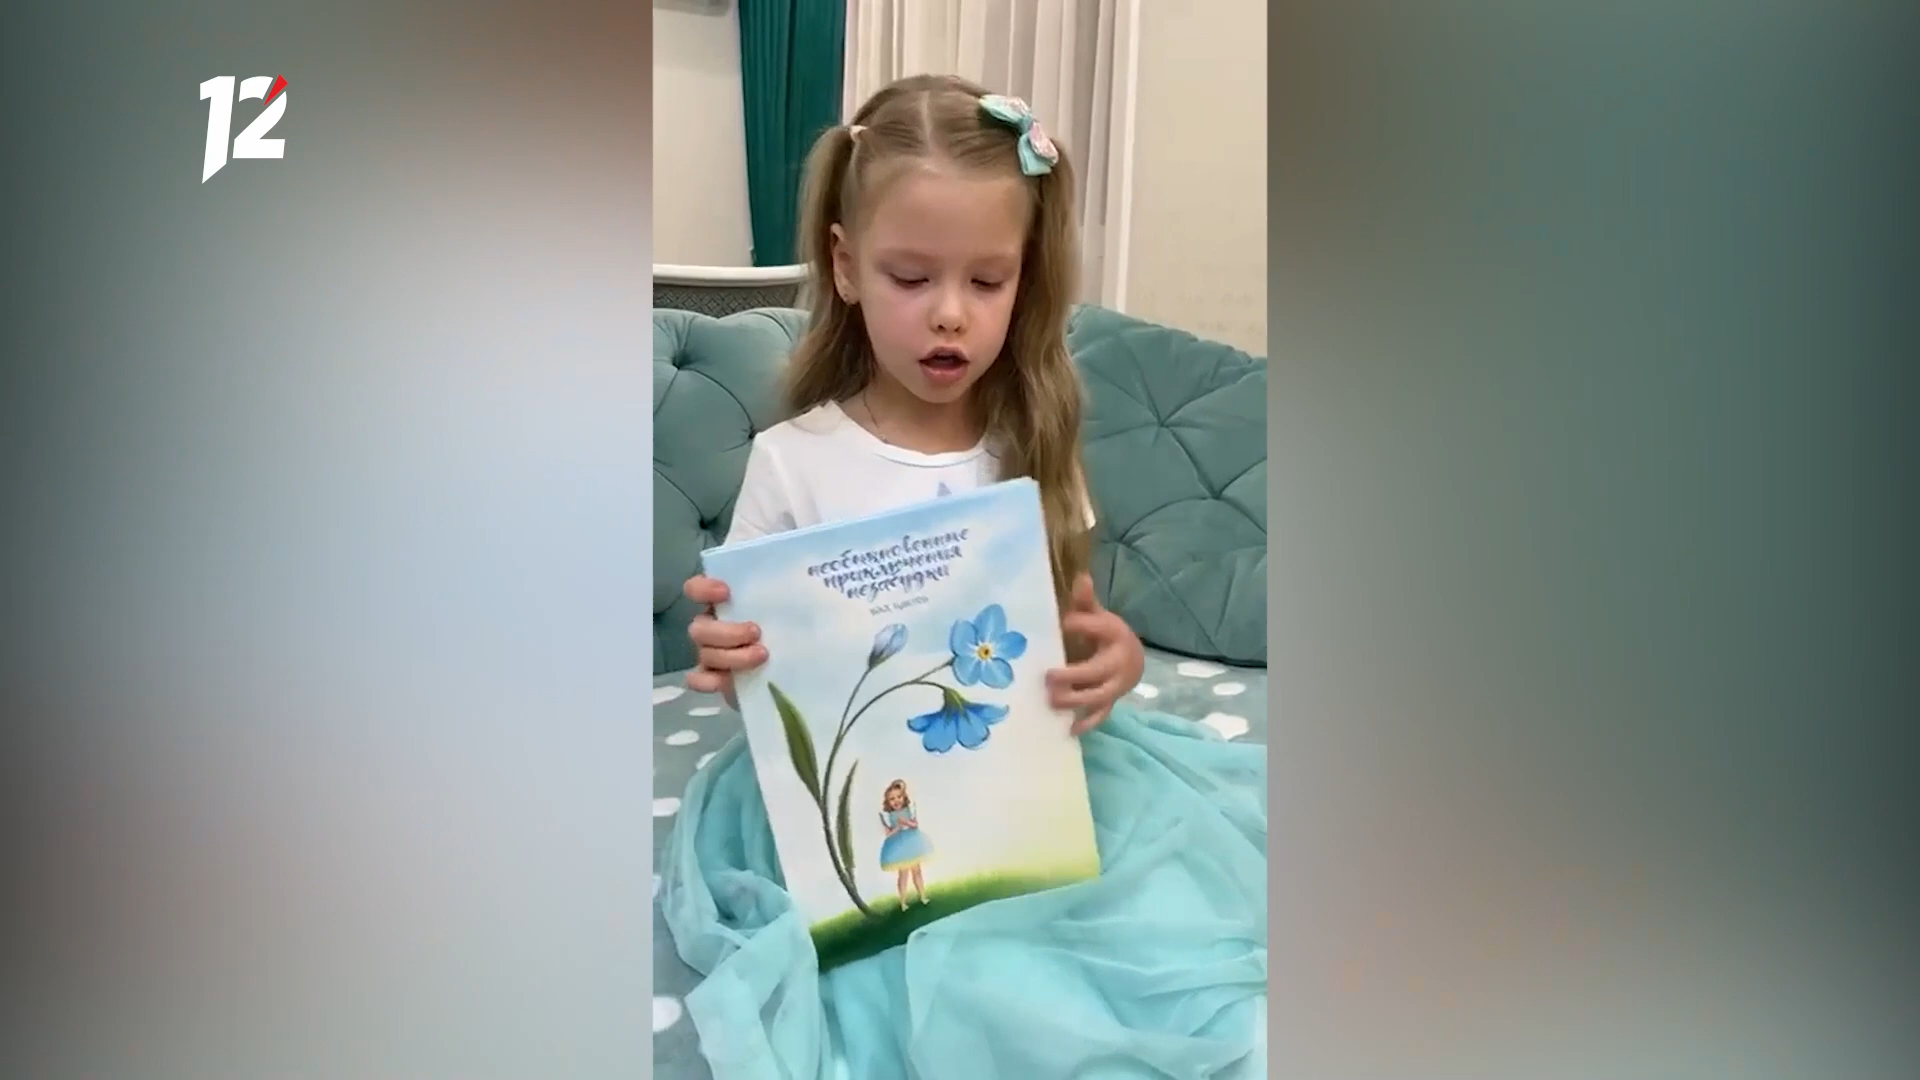 12
необыкновенные
приключения
незабудки